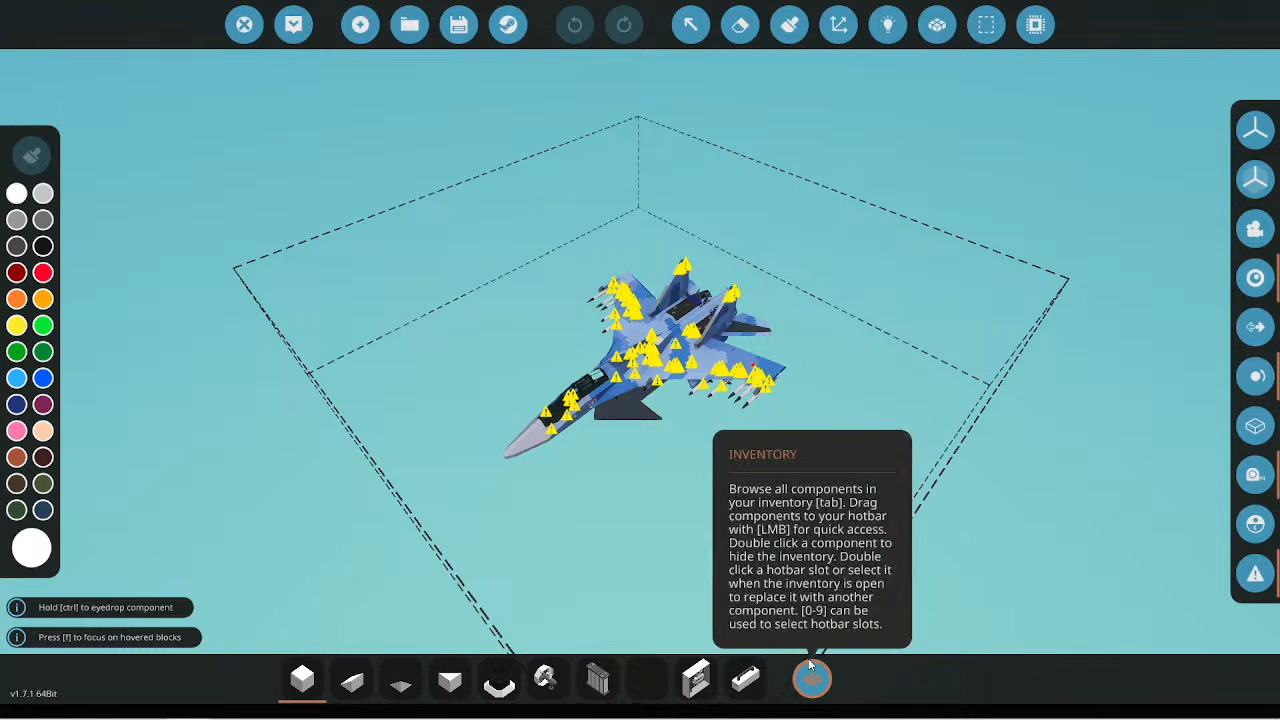 INVENTORY
Browse all components in
your inventory [tab]. Drag
components to your hotbar
with [LMB] for quick access.
Double click a component to
hide the inventory. Double
click a hotbar slot or select it
when the inventory is open
to replace it with another
component. [0-9] can be
used to select hotbar slots.
Hold [ctrl] to eyedrop component
Press [f] to focus on hovered blocks
v1.7.1 64Bit